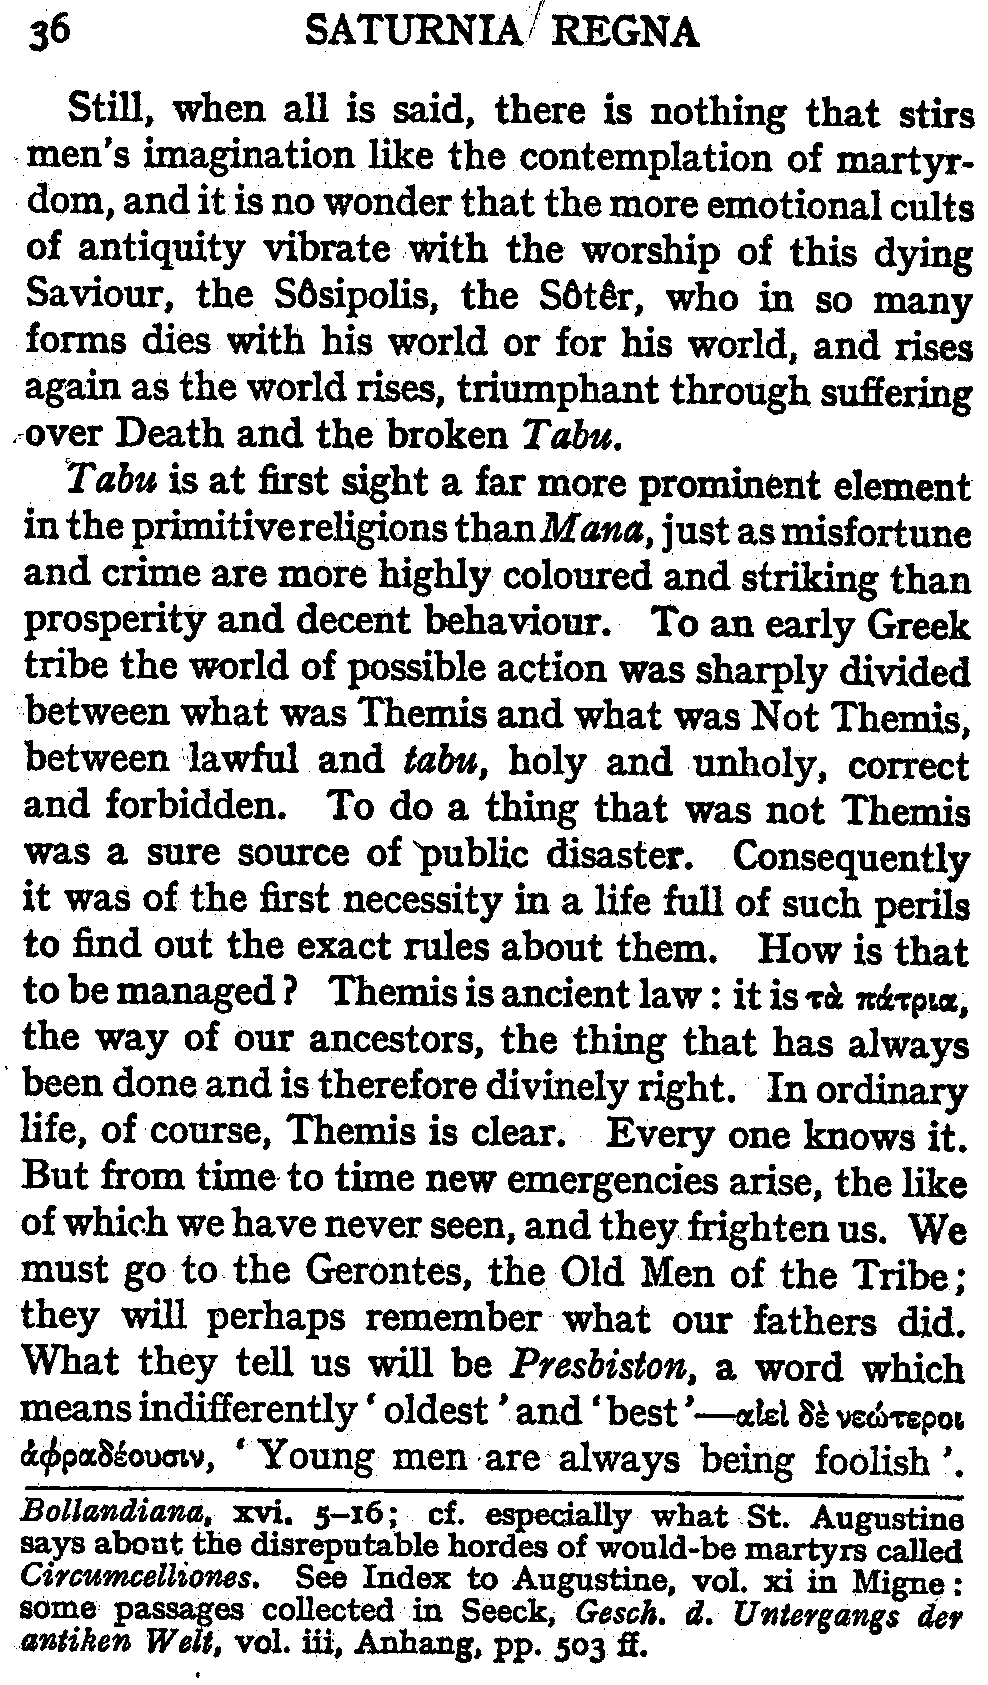 36 SATURNIA REGNA
Still, when all is said, there is nothing that stirs
men's imagination like the contemplation of martyr-
dom, and it is no wonder that the more emotional cults
of antiquity vibrate with the worship of this dying
Saviour, the Sôsipolis, the Sôtêr, who in so many
forms dies with his world or for his world, and rises
again as the world rises, triumphant through suffering
over Death and the broken Tabu.
Tabu is at first sight a far more prominent element
in the primitive religions than Mana, just as misfortune
and crime are more highly coloured and striking than
prosperity and decent behaviour. To an early Greek
tribe the world of possible action was sharply divided
between what was Themis and what was Not Themis,
between lawful and tabu, holy and unholy, correct
and forbidden. To do a thing that was not Themis
was a sure source of public disaster. Consequently
it was of the first necessity in a life full of such perils
to find out the exact rules about them. How is that
to be managed? Themis is ancient law: it is τὰ πάτρια,
the way of our ancestors, the thing that has always
been done and is therefore divinely right. In ordinary
life, of course, Themis is clear. Every one knows it.
But from time to time new emergencies arise, the like
of which we have never seen, and they frighten us. We
must go to the Gerontes, the Old Men of the Tribe;
they will perhaps remember what our fathers did.
What they tell us will be Presbiston, a word which
means indifferently 'oldest' and 'best'—αἰεὶ δὲ νεώτεροι
ἀφραδέουσιν, 'Young men are always being foolish'.
Bollandiana, xvi. 5–16; cf. especially what St. Augustine
says about the disreputable hordes of would-be martyrs called
Circumcelliones. See Index to Augustine, vol. xi in Migne:
some passages collected in Seeck, Gesch. d. Untergangs der
antiken Welt, vol. iii, Anhang, pp. 503 ff.